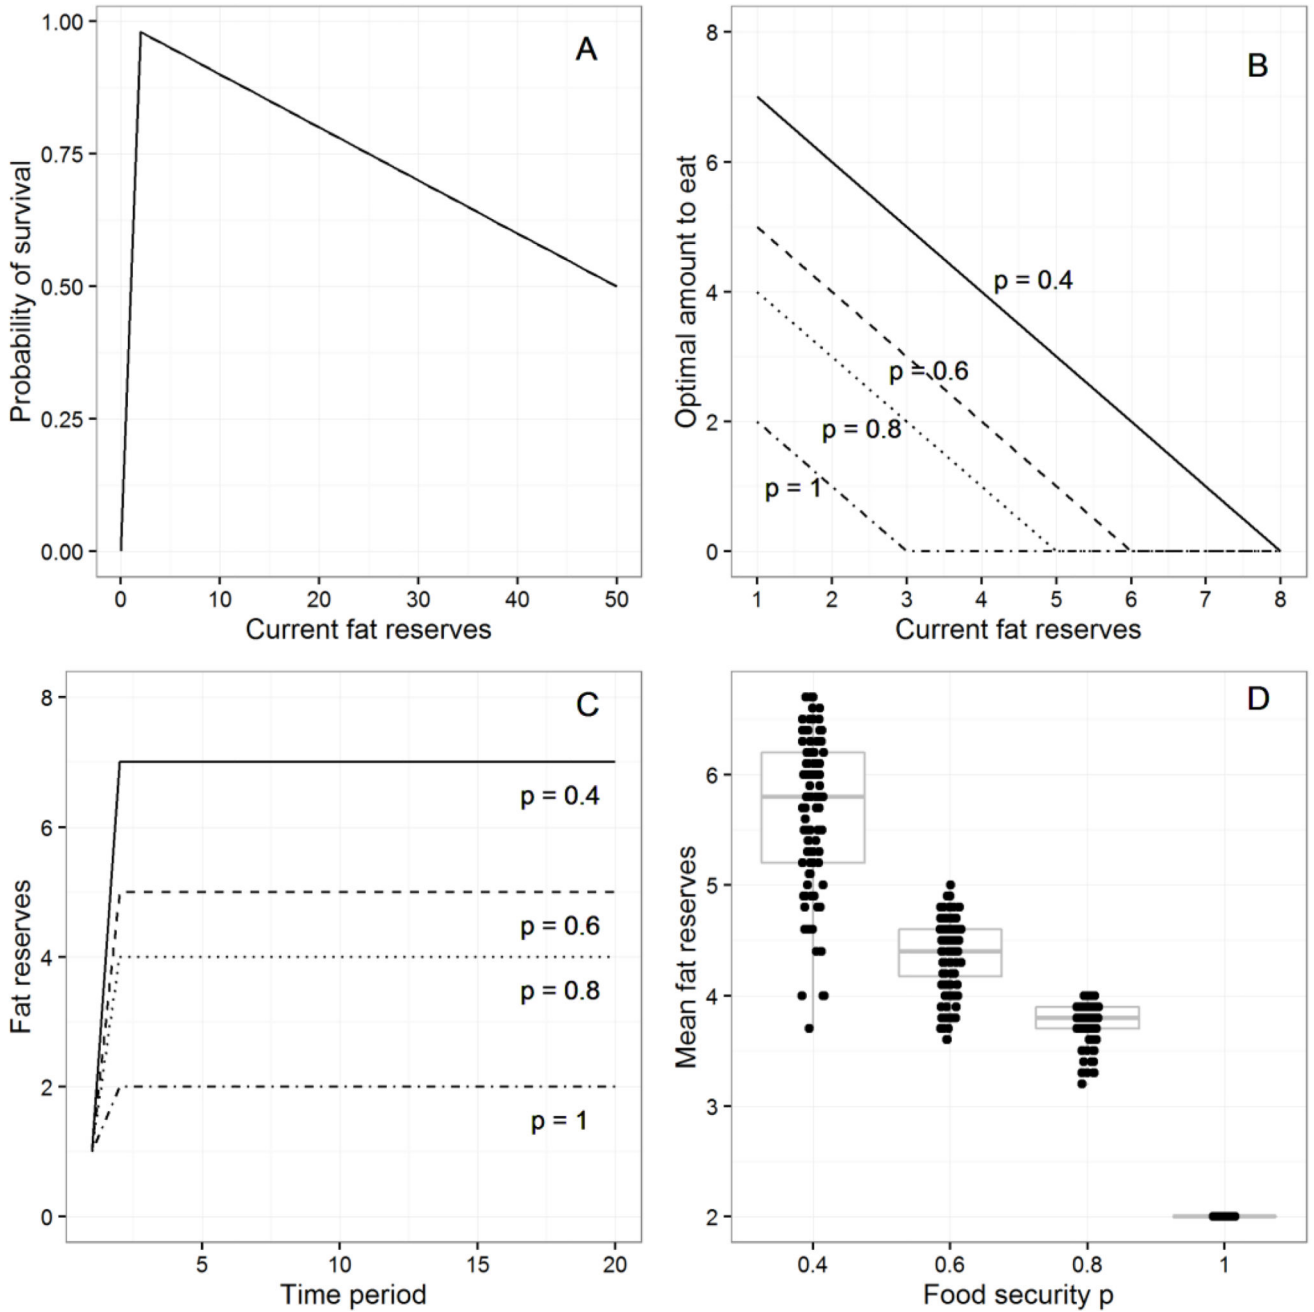 A
Probability of survival
1.00
0.75
0.50
0.25
0.00
0 10 20 30 40 50
Current fat reserves
B
Optimal amount to eat
8
6
4
2
0
p = 0.4
p = 0.6
p = 0.8
p = 1
1 2 3 4 5 6 7 8
Current fat reserves
C
Fat reserves
8
6
4
2
0
p = 0.4
p = 0.6
p = 0.8
p = 1
5 10 15 20
Time period
D
Mean fat reserves
6
5
4
3
2
0.4 0.6 0.8 1
Food security p